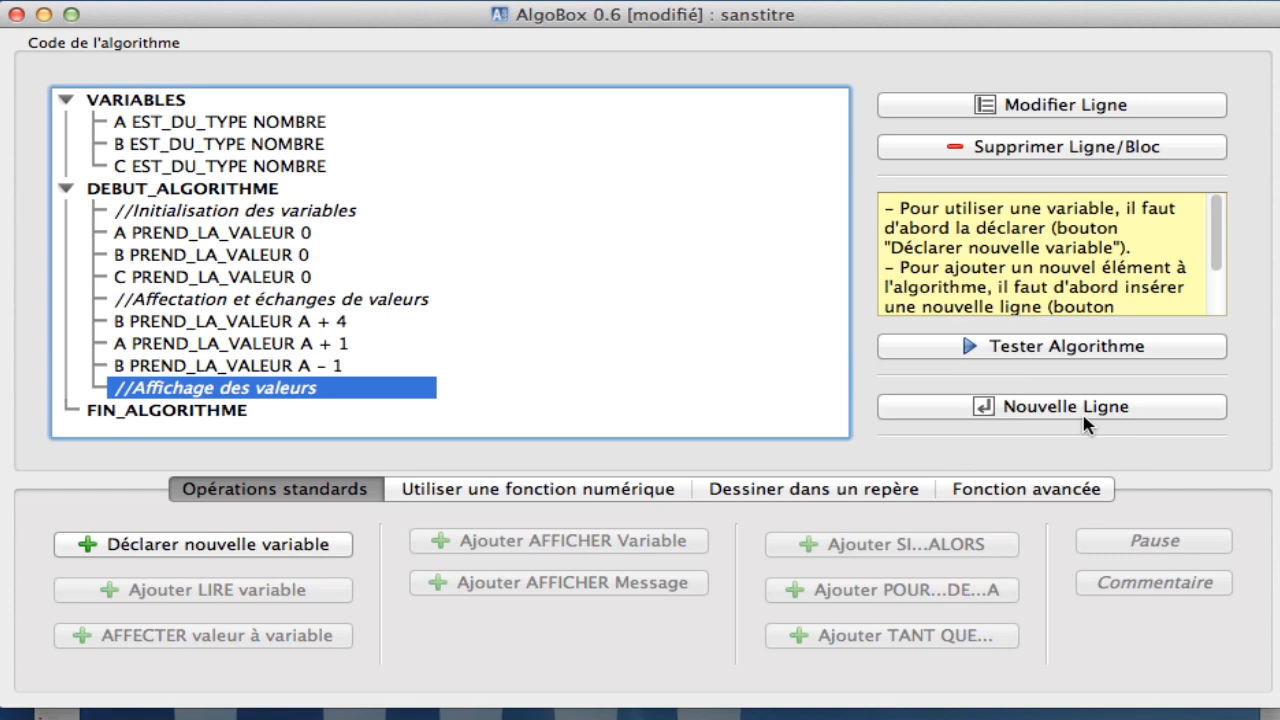 AlgoBox 0.6 [modifié] : sanstitre
Code de l'algorithme
VARIABLES
A EST_DU_TYPE NOMBRE
B EST_DU_TYPE NOMBRE
C EST_DU_TYPE NOMBRE
DEBUT_ALGORITHME
//Initialisation des variables
A PREND_LA_VALEUR 0
B PREND_LA_VALEUR 0
C PREND_LA_VALEUR 0
//Affectation et échanges de valeurs
B PREND_LA_VALEUR A + 4
A PREND_LA_VALEUR A + 1
B PREND_LA_VALEUR A - 1
//Affichage des valeurs
FIN_ALGORITHME
Modifier Ligne
Supprimer Ligne/Bloc
- Pour utiliser une variable, il faut
d'abord la déclarer (bouton
"Déclarer nouvelle variable").
- Pour ajouter un nouvel élément à
l'algorithme, il faut d'abord insérer
une nouvelle ligne (bouton
Tester Algorithme
Nouvelle Ligne
Opérations standards
Utiliser une fonction numérique
Dessiner dans un repère
Fonction avancée
Déclarer nouvelle variable
Ajouter LIRE variable
AFFECTER valeur à variable
Ajouter AFFICHER Variable
Ajouter AFFICHER Message
Ajouter SI...ALORS
Ajouter POUR...DE...A
Ajouter TANT QUE...
Pause
Commentaire